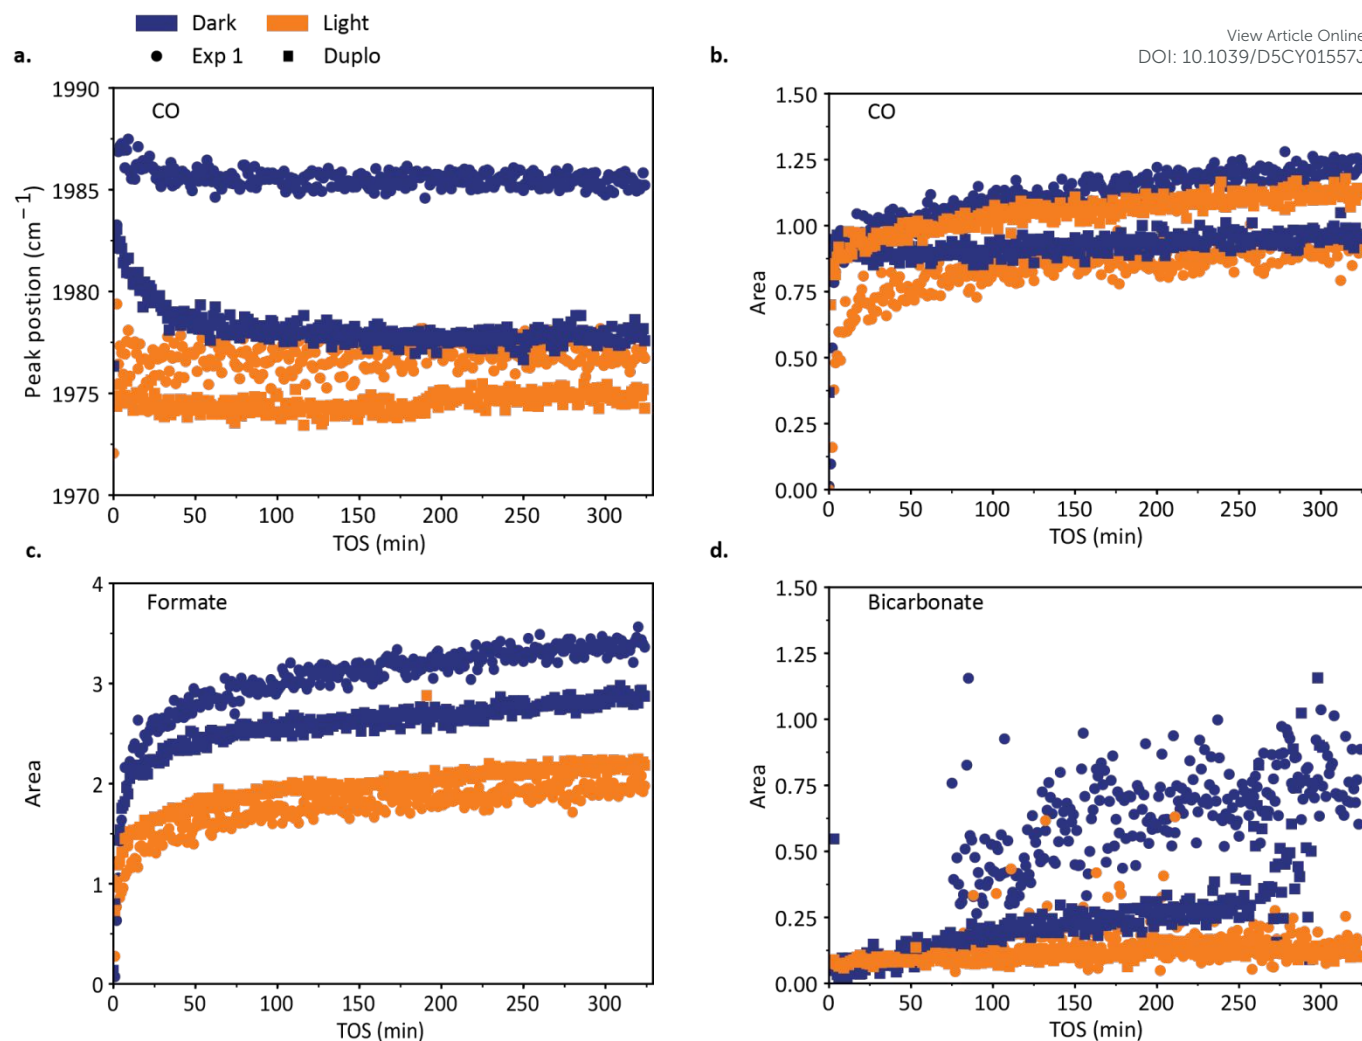 Dark Light
Exp 1 Duplo
View Article Online
DOI: 10.1039/D5CY01557J
a.
CO
Peak postion (cm⁻¹)
1990
1985
1980
1975
1970
0 50 100 150 200 250 300
TOS (min)
b.
CO
Area
1.50
1.25
1.00
0.75
0.50
0.25
0.00
0 50 100 150 200 250 300
TOS (min)
c.
Formate
Area
4
3
2
1
0
0 50 100 150 200 250 300
TOS (min)
d.
Bicarbonate
Area
1.50
1.25
1.00
0.75
0.50
0.25
0.00
0 50 100 150 200 250 300
TOS (min)